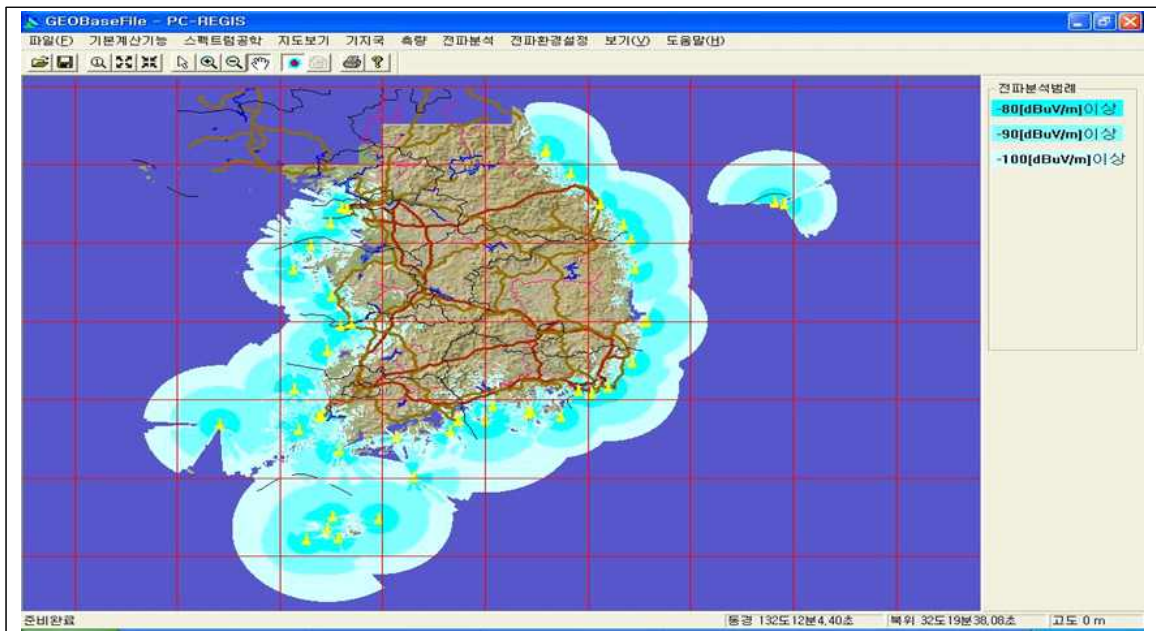 GEOBaseFile - PC-REGIS
파일(F) 기본계산기능 스펙트럼공학 지도보기 기지국 측량 전파분석 전파환경설정 보기(V) 도움말(H)
전파분석범례
-80[dBuV/m]이상
-90[dBuV/m]이상
-100[dBuV/m]이상
준비완료 동경 132도12분4,40초 북위 32도19분38,08초 고도 0 m